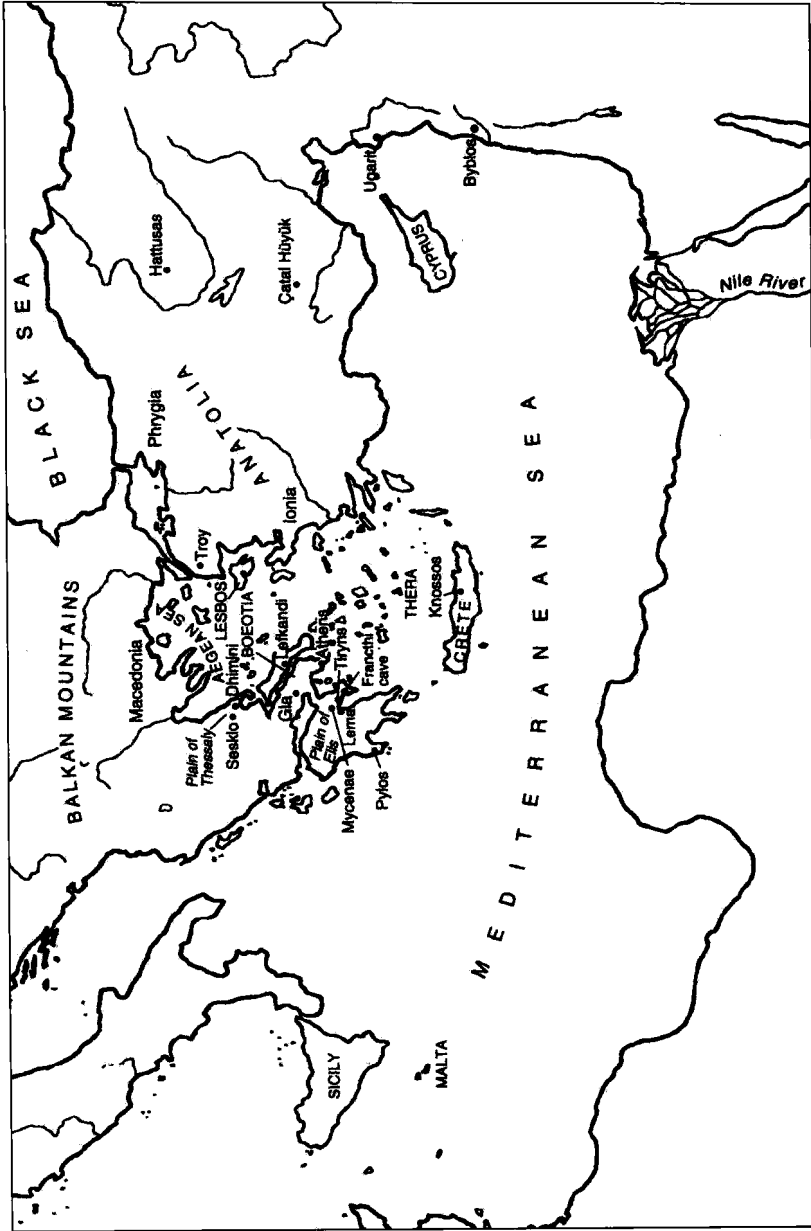 BLACK SEA
BALKAN MOUNTAINS
Macedonia
Phrygia
Hattusas
AEGEAN SEA
Troy
ANATOLIA
Plain of
Thessaly
Sesklo
Dhimini
LESBOS
BOEOTIA
Lefkandi
Ionia
Çatal Hüyük
Gla
Athens
Tiryns
Plain of
Elis
Lerna
Francthi
cave
Mycenae
Pylos
THERA
Knossos
CRETE
Ugarit
CYPRUS
Byblos
SICILY
MALTA
MEDITERRANEAN SEA
Nile River